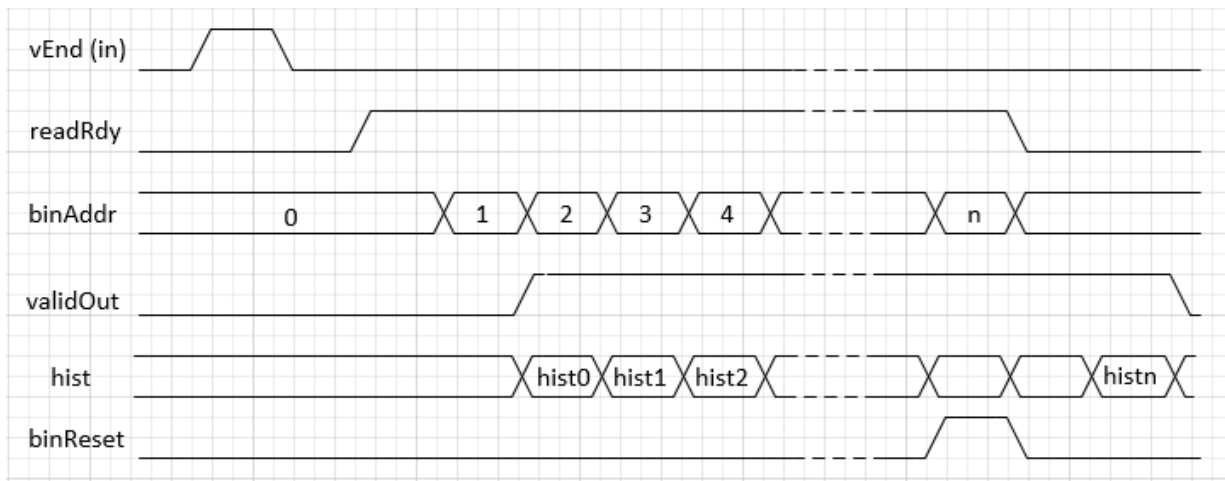 vEnd (in)
readRdy
binAddr 0 1 2 3 4 n
validOut
hist hist0 hist1 hist2 histn
binReset